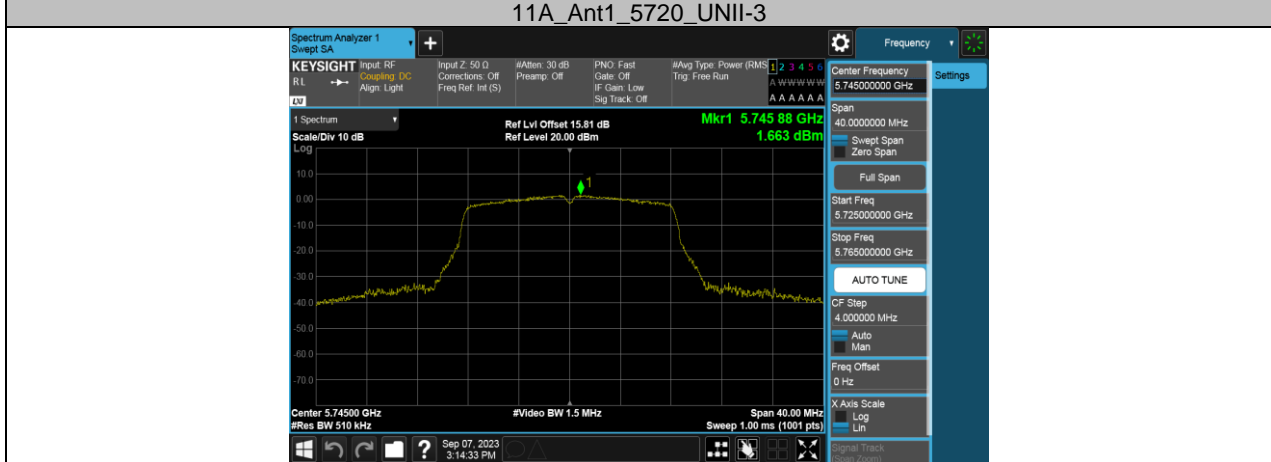 11A_Ant1_5720_UNII-3
Spectrum Analyzer 1
Swept SA
Frequency
KEYSIGHT
RL
LXI
Input: RF
Coupling: DC
Align: Light
Input Z: 50 Ω
Corrections: Off
Freq Ref: Int (S)
#Atten: 30 dB
Preamp: Off
PNO: Fast
Gate: Off
IF Gain: Low
Sig Track: Off
#Avg Type: Power (RMS
Trig: Free Run
1 2 3 4 5 6
A W W W W W
A A A A A A
1 Spectrum
Scale/Div 10 dB
Ref Lvl Offset 15.81 dB
Ref Level 20.00 dBm
Mkr1 5.745 88 GHz
1.663 dBm
Log
10.0
0.00
-10.0
-20.0
-30.0
-40.0
-50.0
-60.0
-70.0
1
Center 5.74500 GHz
#Res BW 510 kHz
#Video BW 1.5 MHz
Span 40.00 MHz
Sweep 1.00 ms (1001 pts)
Center Frequency
5.745000000 GHz
Settings
Span
40.0000000 MHz
Swept Span
Zero Span
Full Span
Start Freq
5.725000000 GHz
Stop Freq
5.765000000 GHz
AUTO TUNE
CF Step
4.000000 MHz
Auto
Man
Freq Offset
0 Hz
X Axis Scale
Log
Lin
Signal Track
(Span Zoom)
?
Sep 07, 2023
3:14:33 PM